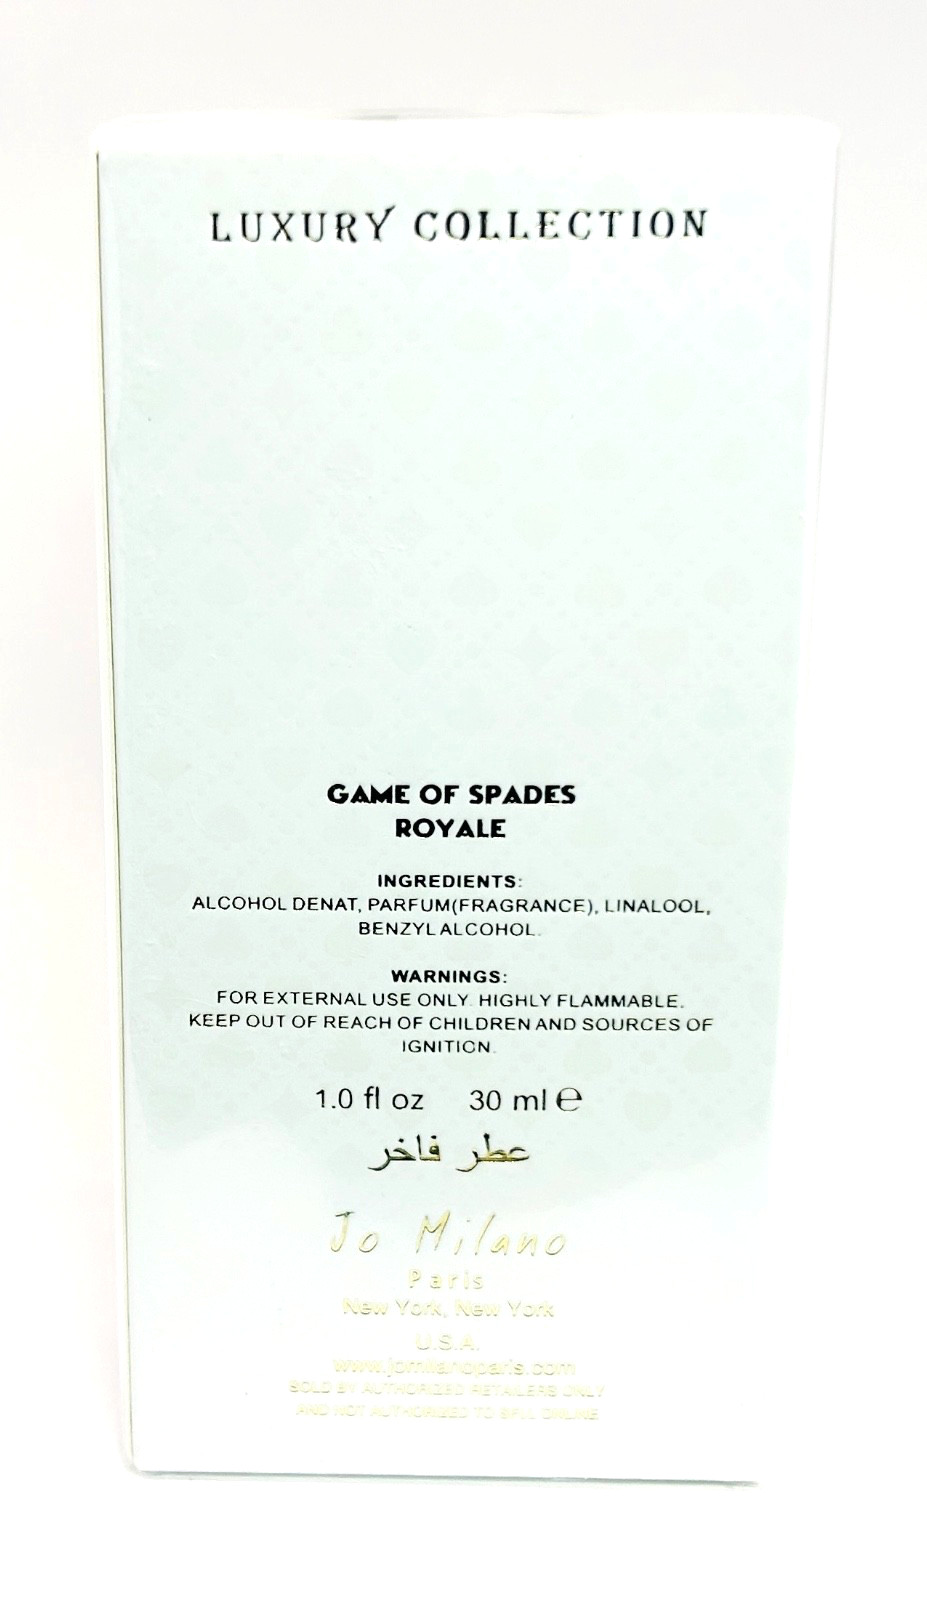 LUXURY COLLECTION
GAME OF SPADES
ROYALE
INGREDIENTS:
ALCOHOL DENAT, PARFUM(FRAGRANCE), LINALOOL,
BENZYL ALCOHOL.
WARNINGS:
FOR EXTERNAL USE ONLY. HIGHLY FLAMMABLE.
KEEP OUT OF REACH OF CHILDREN AND SOURCES OF
IGNITION.
1.0 fl oz 30 ml ℮
عطر فاخر
Jo Milano
Paris
New York, New York
U.S.A.
www.jomilanoparis.com
SOLD BY AUTHORIZED RETAILERS ONLY
AND NOT AUTHORIZED TO SELL ONLINE